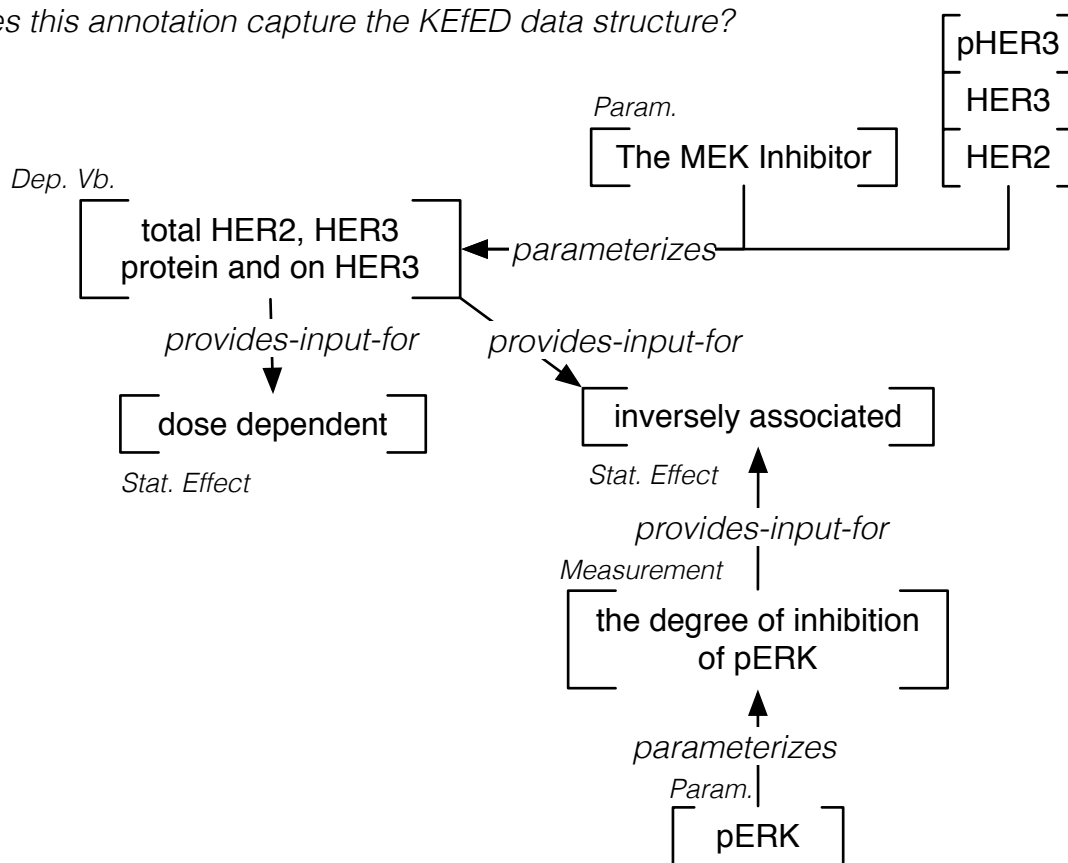 es this annotation capture the KEfED data structure?
pHER3
HER3
HER2
Param.
The MEK Inhibitor
Dep. Vb.
total HER2, HER3
protein and on HER3
parameterizes
provides-input-for
provides-input-for
dose dependent
Stat. Effect
inversely associated
Stat. Effect
provides-input-for
Measurement
the degree of inhibition
of pERK
parameterizes
Param.
pERK